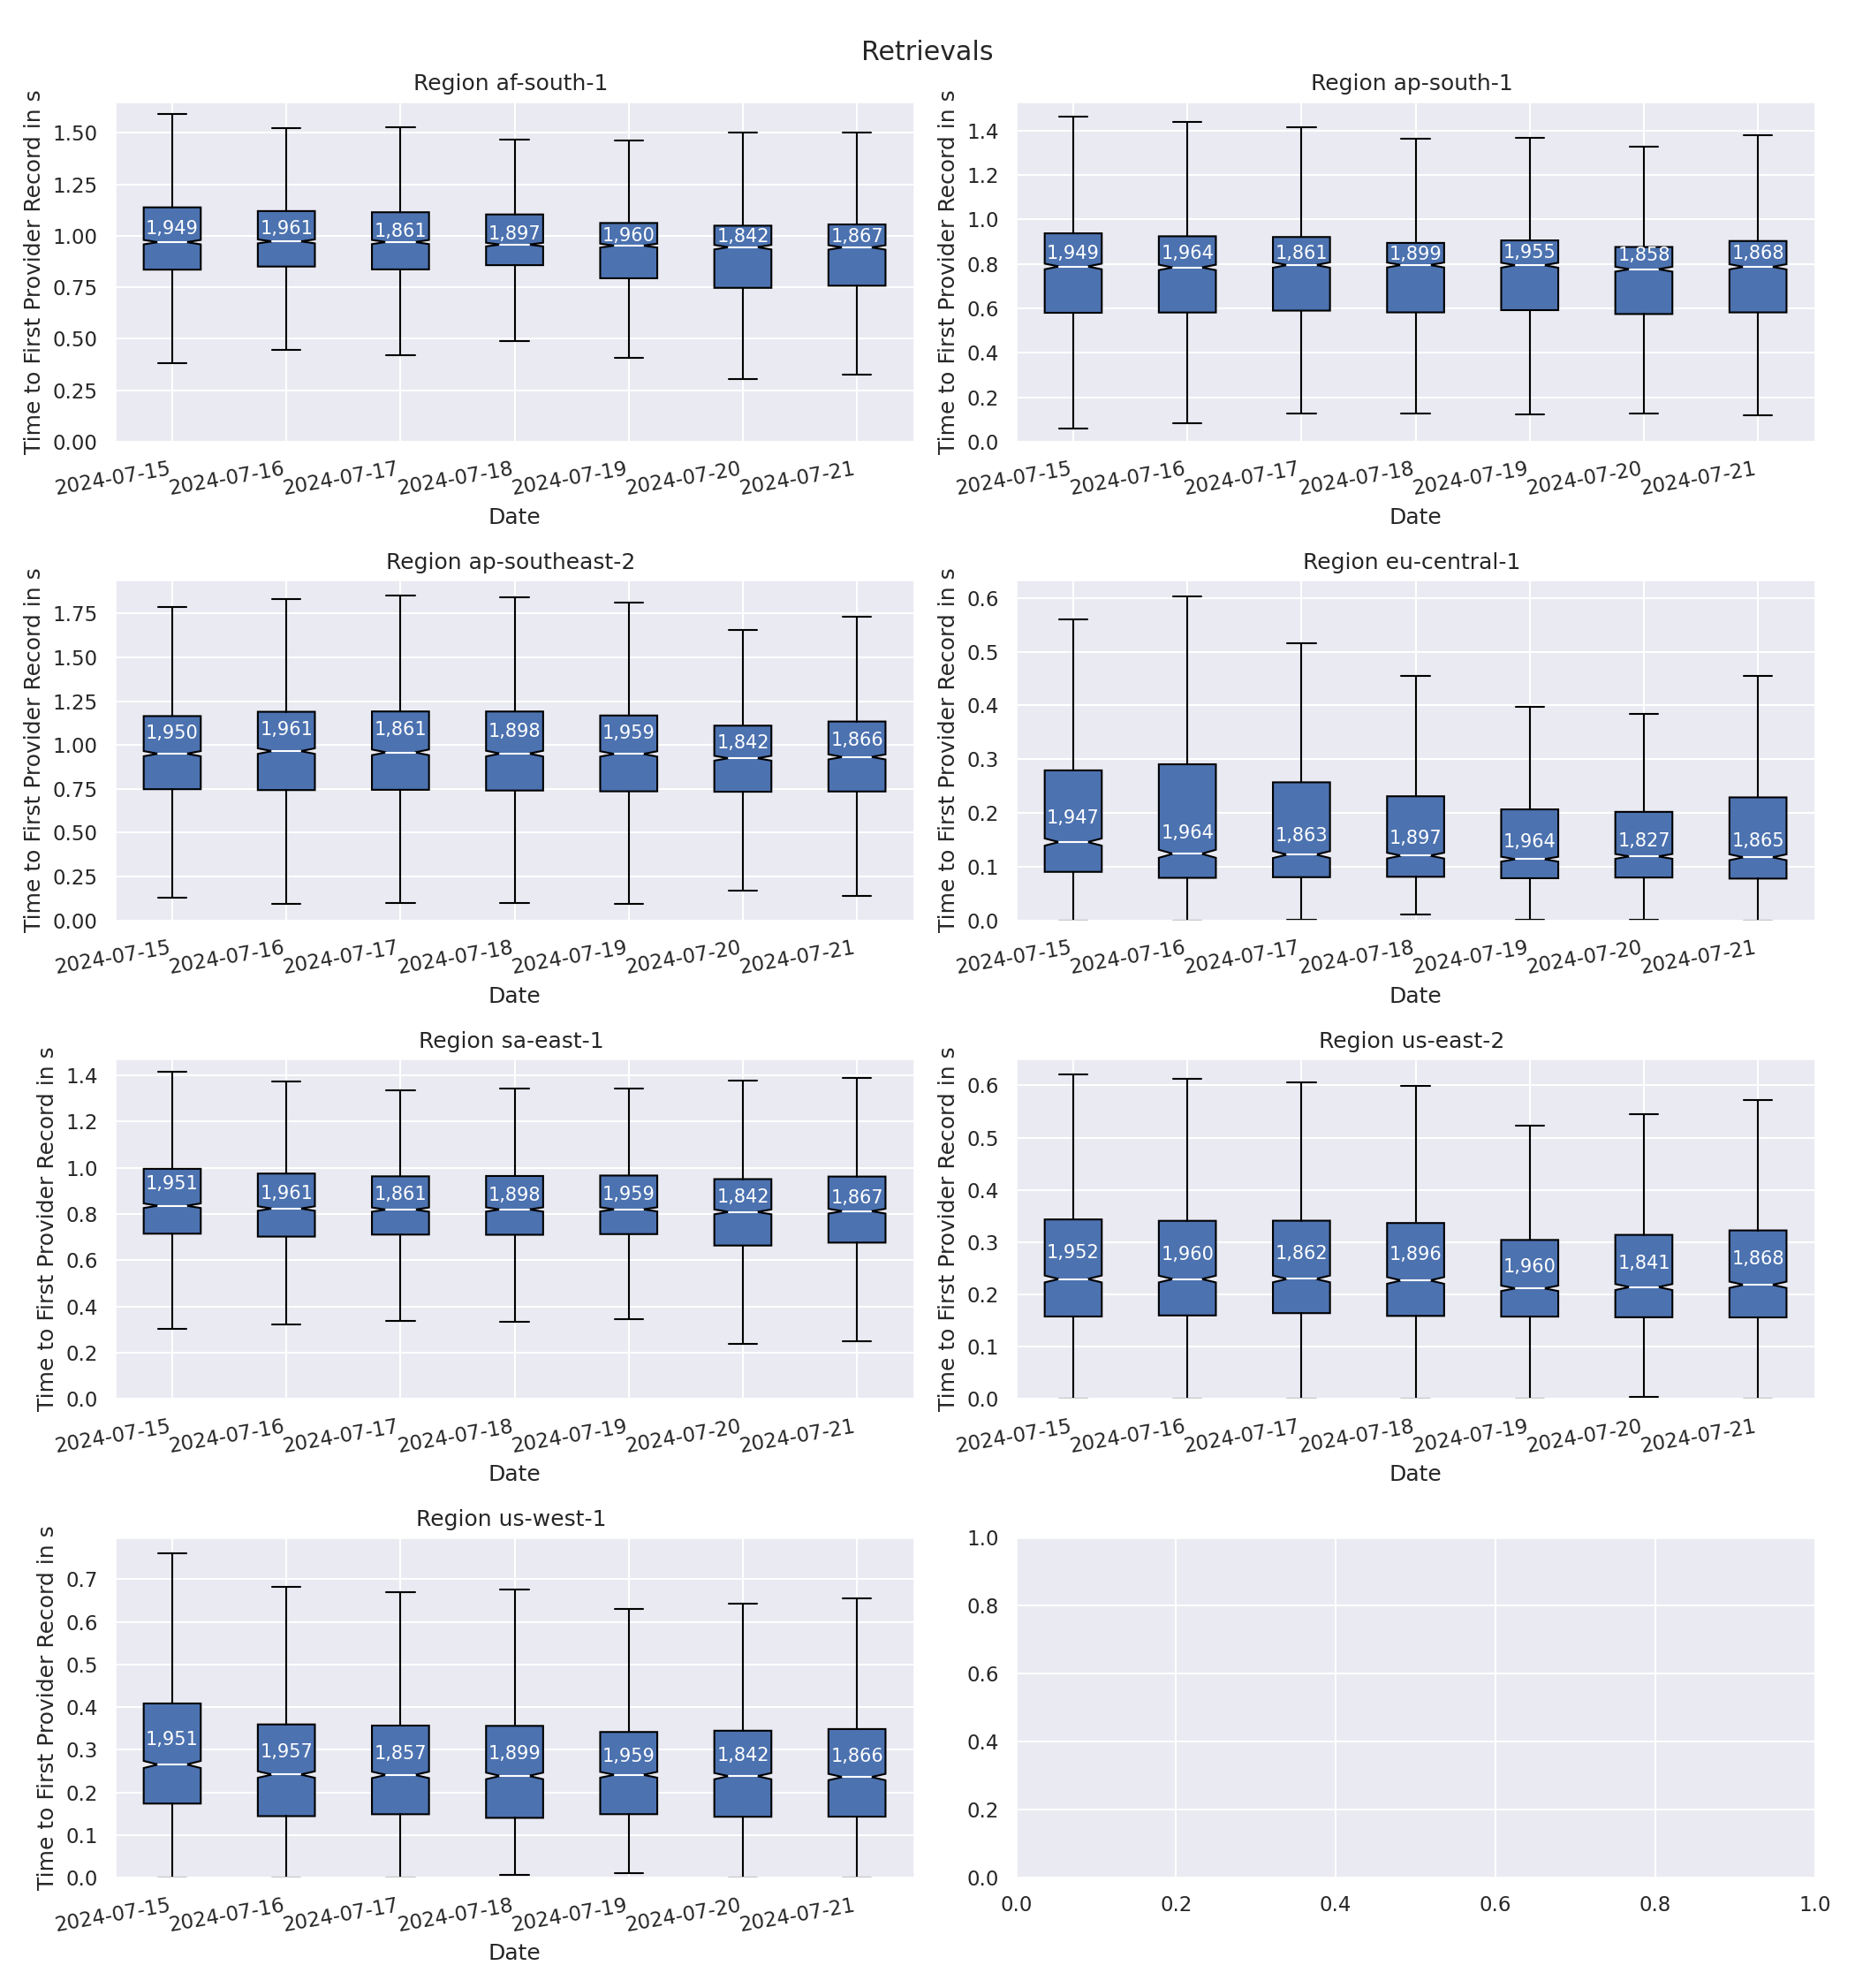 Retrievals
Region af-south-1
Time to First Provider Record in s
1.50
1.25
1.00
0.75
0.50
0.25
0.00
1,949 1,961 1,861 1,897 1,960 1,842 1,867
2024-07-15 2024-07-16 2024-07-17 2024-07-18 2024-07-19 2024-07-20 2024-07-21
Date
Region ap-south-1
Time to First Provider Record in s
1.4
1.2
1.0
0.8
0.6
0.4
0.2
0.0
1,949 1,964 1,861 1,899 1,955 1,858 1,868
2024-07-15 2024-07-16 2024-07-17 2024-07-18 2024-07-19 2024-07-20 2024-07-21
Date
Region ap-southeast-2
Time to First Provider Record in s
1.75
1.50
1.25
1.00
0.75
0.50
0.25
0.00
1,950 1,961 1,861 1,898 1,959 1,842 1,866
2024-07-15 2024-07-16 2024-07-17 2024-07-18 2024-07-19 2024-07-20 2024-07-21
Date
Region eu-central-1
Time to First Provider Record in s
0.6
0.5
0.4
0.3
0.2
0.1
0.0
1,947 1,964 1,863 1,897 1,964 1,827 1,865
2024-07-15 2024-07-16 2024-07-17 2024-07-18 2024-07-19 2024-07-20 2024-07-21
Date
Region sa-east-1
Time to First Provider Record in s
1.4
1.2
1.0
0.8
0.6
0.4
0.2
0.0
1,951 1,961 1,861 1,898 1,959 1,842 1,867
2024-07-15 2024-07-16 2024-07-17 2024-07-18 2024-07-19 2024-07-20 2024-07-21
Date
Region us-east-2
Time to First Provider Record in s
0.6
0.5
0.4
0.3
0.2
0.1
0.0
1,952 1,960 1,862 1,896 1,960 1,841 1,868
2024-07-15 2024-07-16 2024-07-17 2024-07-18 2024-07-19 2024-07-20 2024-07-21
Date
Region us-west-1
Time to First Provider Record in s
0.7
0.6
0.5
0.4
0.3
0.2
0.1
0.0
1,951 1,957 1,857 1,899 1,959 1,842 1,866
2024-07-15 2024-07-16 2024-07-17 2024-07-18 2024-07-19 2024-07-20 2024-07-21
Date
1.0
0.8
0.6
0.4
0.2
0.0
0.0 0.2 0.4 0.6 0.8 1.0